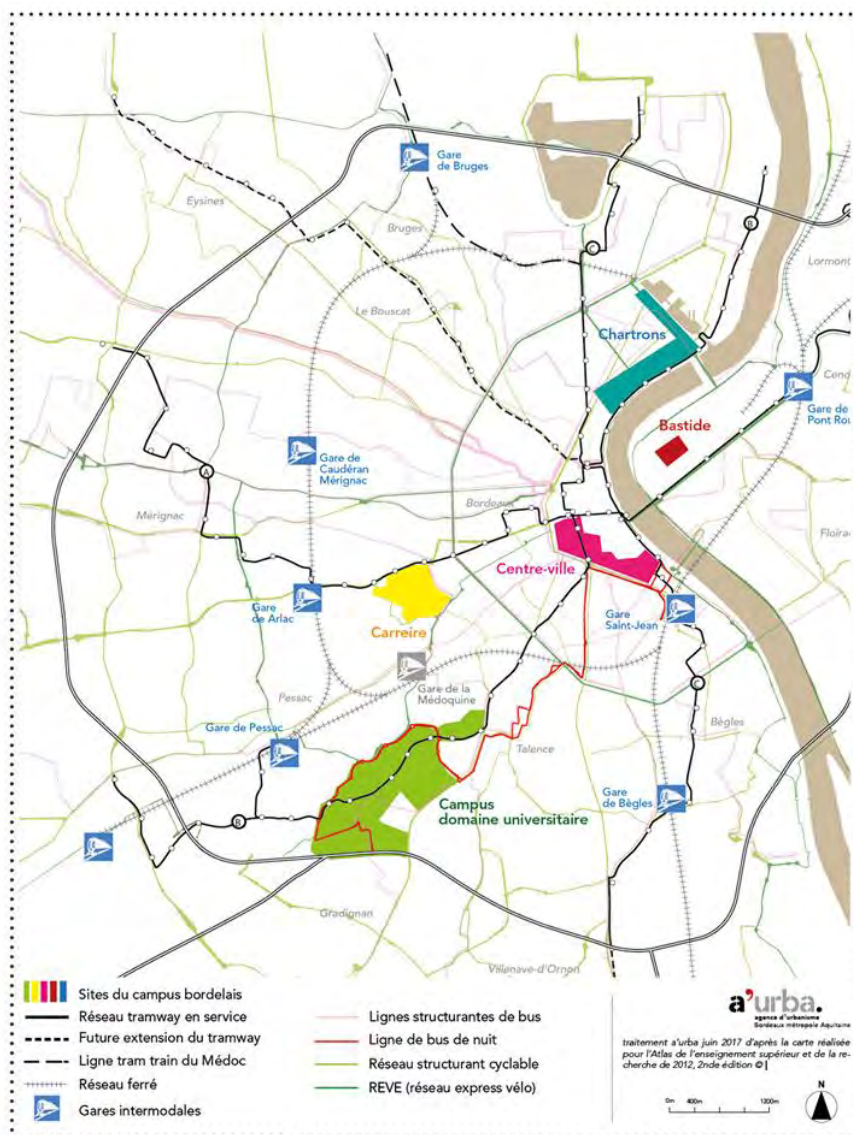 Gare
de Bruges
Eysines
Bruges
B
C
Lormont
Le Bouscat
Chartrons
Cen
Gare de
Pont Rou
Bastide
Gare de
Caudéran
Mérignac
A
Bordeaux
Mérignac
Floira
Centre-ville
Gare
de Arlac
Gare
Saint-Jean
Carreire
Gare de la
Médoquine
Pessac
C
Bègles
Gare de Pessac
Talence
Gare
de Bègles
Campus
domaine universitaire
B
Gradignan
Villenave-d'Ornon
Sites du campus bordelais
Réseau tramway en service
Future extension du tramway
Ligne tram train du Médoc
Réseau ferré
Gares intermodales
Lignes structurantes de bus
Ligne de bus de nuit
Réseau structurant cyclable
REVE (réseau express vélo)
a'urba.
agence d'urbanisme
Bordeaux métropole Aquitaine
traitement a'urba juin 2017 d'après la carte réalisée
pour l'Atlas de l'enseignement supérieur et de la re-
cherche de 2012, 2nde édition © |
0m 400m 1200m
N